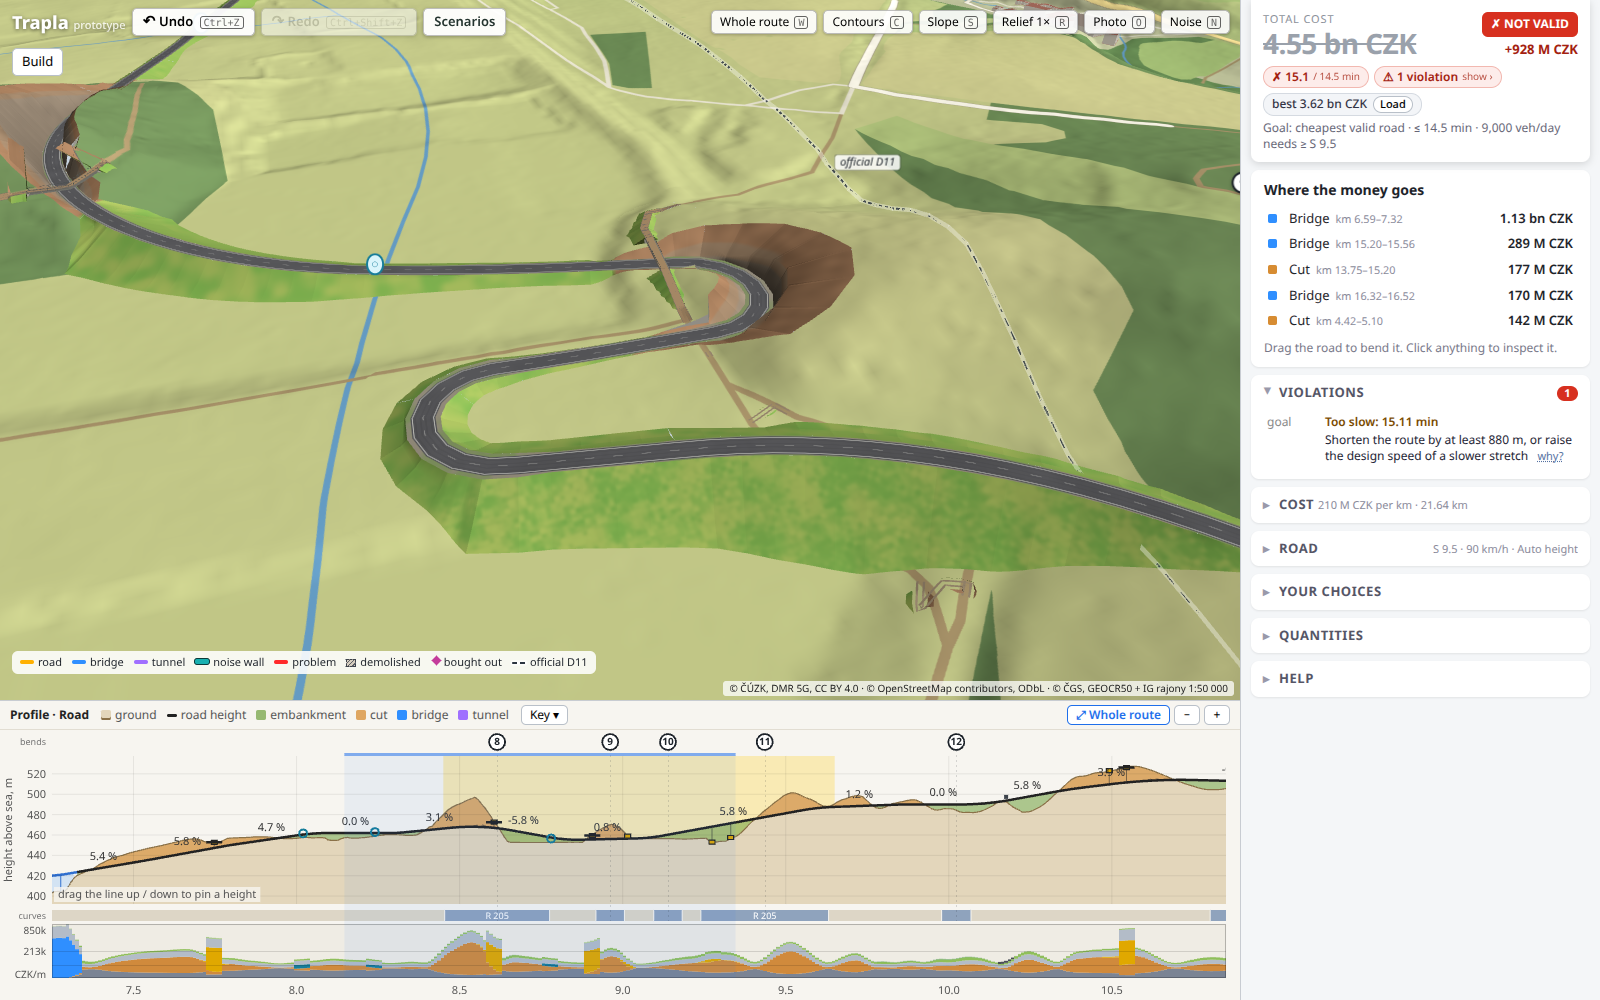 Trapla prototype
↶ Undo Ctrl+Z
↷ Redo Ctrl+Shift+Z
Scenarios
Whole route W
Contours C
Slope S
Relief 1× R
Photo O
Noise N
Build
official D11
road
bridge
tunnel
noise wall
problem
demolished
bought out
official D11
© ČÚZK, DMR 5G, CC BY 4.0 · © OpenStreetMap contributors, ODbL · © ČGS, GEOCR50 + IG rajony 1:50 000
TOTAL COST
4.55 bn CZK
✗ NOT VALID
+928 M CZK
✗ 15.1 / 14.5 min
⚠ 1 violation show ›
best 3.62 bn CZK Load
Goal: cheapest valid road · ≤ 14.5 min · 9,000 veh/day
needs ≥ S 9.5
Where the money goes
Bridge km 6.59–7.32 1.13 bn CZK
Bridge km 15.20–15.56 289 M CZK
Cut km 13.75–15.20 177 M CZK
Bridge km 16.32–16.52 170 M CZK
Cut km 4.42–5.10 142 M CZK
Drag the road to bend it. Click anything to inspect it.
▼ VIOLATIONS 1
goal Too slow: 15.11 min
Shorten the route by at least 880 m, or raise
the design speed of a slower stretch why?
▶ COST 210 M CZK per km · 21.64 km
▶ ROAD S 9.5 · 90 km/h · Auto height
▶ YOUR CHOICES
▶ QUANTITIES
▶ HELP
Profile · Road
ground
road height
embankment
cut
bridge
tunnel
Key ▾
⤢ Whole route
−
+
bends 8 9 10 11 12
height above sea, m
520
500
480
460
440
420
400
5.4 %
5.8 %
4.7 %
0.0 %
3.1 %
-5.8 %
0.8 %
5.8 %
1.2 %
0.0 %
5.8 %
drag the line up / down to pin a height
curves R 205 R 205
850k
213k
CZK/m
7.5 8.0 8.5 9.0 9.5 10.0 10.5